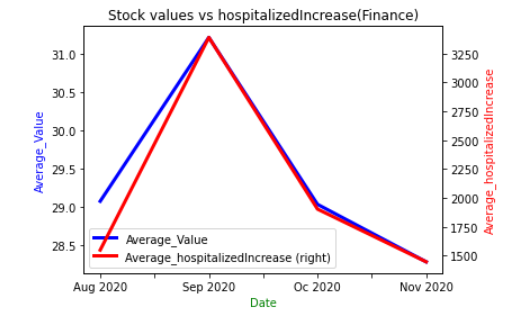 Stock values vs hospitalizedIncrease(Finance)
31.0
30.5
30.0
29.5
29.0
28.5
Average_Value
3250
3000
2750
2500
2250
2000
1750
1500
Average_hospitalizedIncrease
Average_Value
Average_hospitalizedIncrease (right)
Aug 2020 Sep 2020 Oc 2020 Nov 2020
Date